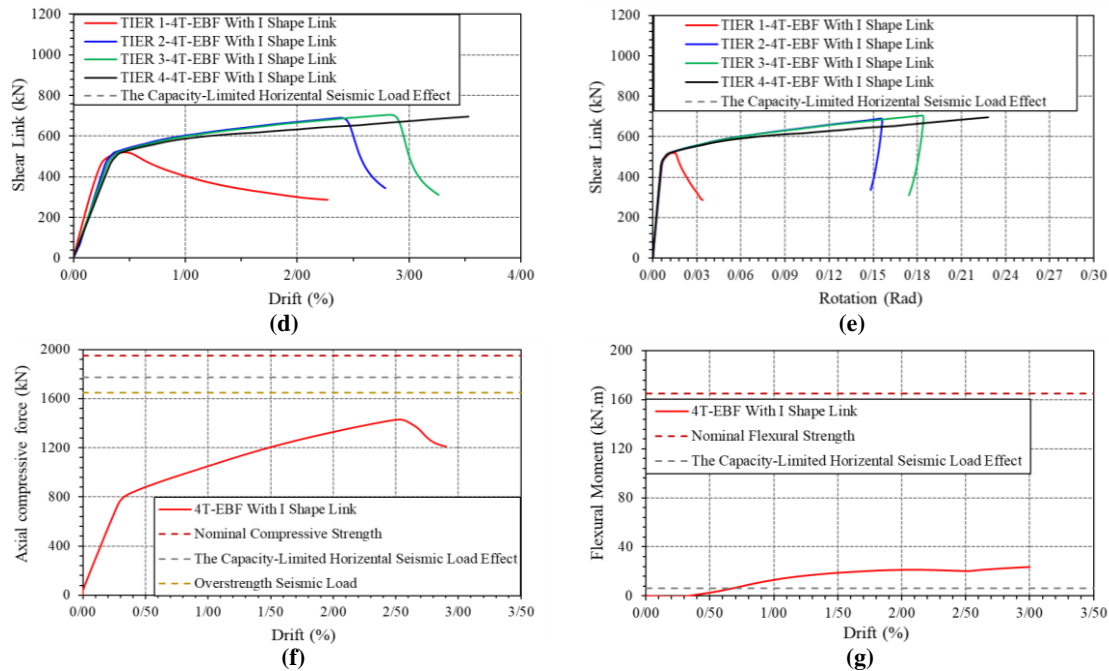 1200
1000
800
600
400
200
0
Shear Link (kN)
TIER 1-4T-EBF With I Shape Link
TIER 2-4T-EBF With I Shape Link
TIER 3-4T-EBF With I Shape Link
TIER 4-4T-EBF With I Shape Link
The Capacity-Limited Horizental Seismic Load Effect
0/00 1/00 2/00 3/00 4/00
Drift (%)
(d)
1200
1000
800
600
400
200
0
Shear Link (kN)
TIER 1-4T-EBF With I Shape Link
TIER 2-4T-EBF With I Shape Link
TIER 3-4T-EBF With I Shape Link
TIER 4-4T-EBF With I Shape Link
The Capacity-Limited Horizental Seismic Load Effect
0/00 0/03 0/06 0/09 0/12 0/15 0/18 0/21 0/24 0/27 0/30
Rotation (Rad)
(e)
2000
1600
1200
800
400
0
Axial compressive force (kN)
4T-EBF With I Shape Link
Nominal Compressive Strength
The Capacity-Limited Horizental Seismic Load Effect
Overstrength Seismic Load
0/00 0/50 1/00 1/50 2/00 2/50 3/00 3/50
Drift (%)
(f)
200
160
120
80
40
0
Flexural Moment (kN.m)
4T-EBF With I Shape Link
Nominal Flexural Strength
The Capacity-Limited Horizental Seismic Load Effect
0/00 0/50 1/00 1/50 2/00 2/50 3/00 3/50
Drift (%)
(g)